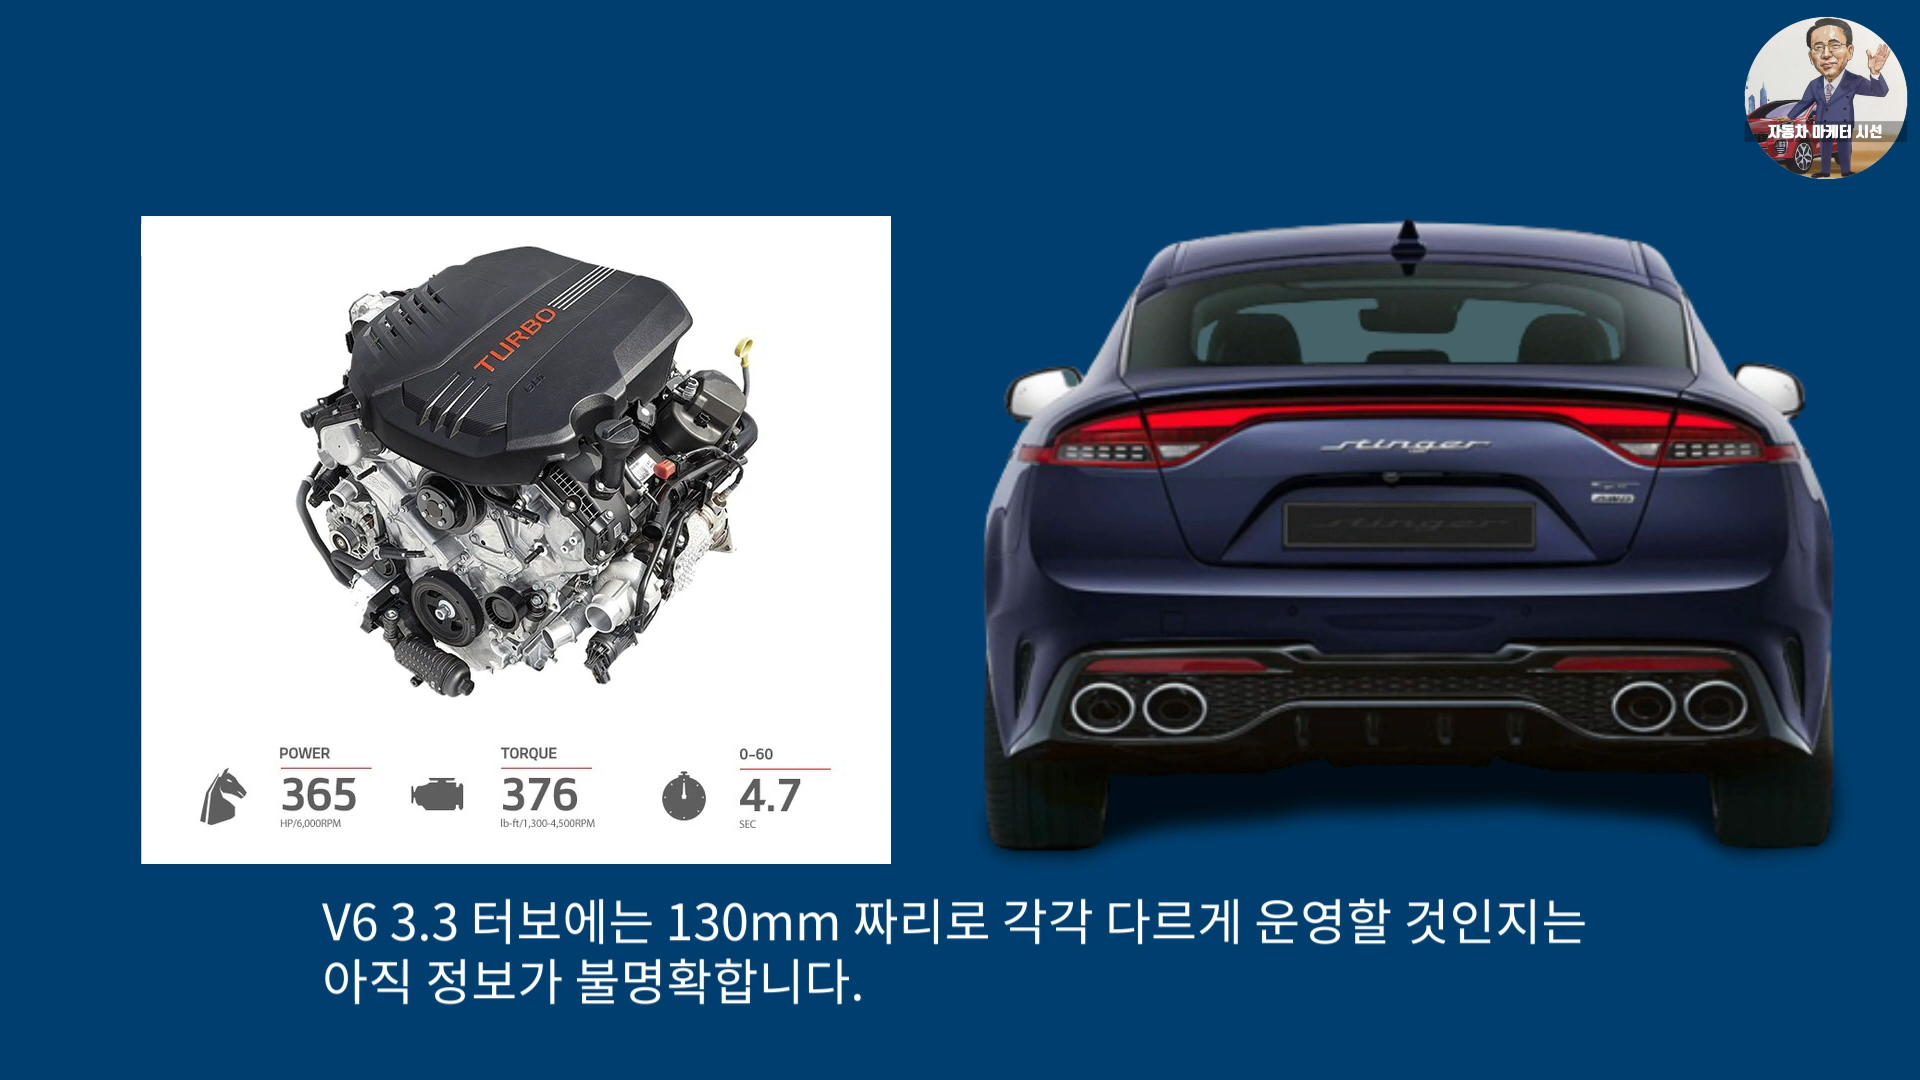 자동차 마케터 시선
TURBO
stinger
stinger
POWER
365
HP/6,000RPM
TORQUE
376
lb-ft/1,300-4,500RPM
0-60
4.7
SEC
V6 3.3 터보에는 130mm 짜리로 각각 다르게 운영할 것인지는
아직 정보가 불명확합니다.